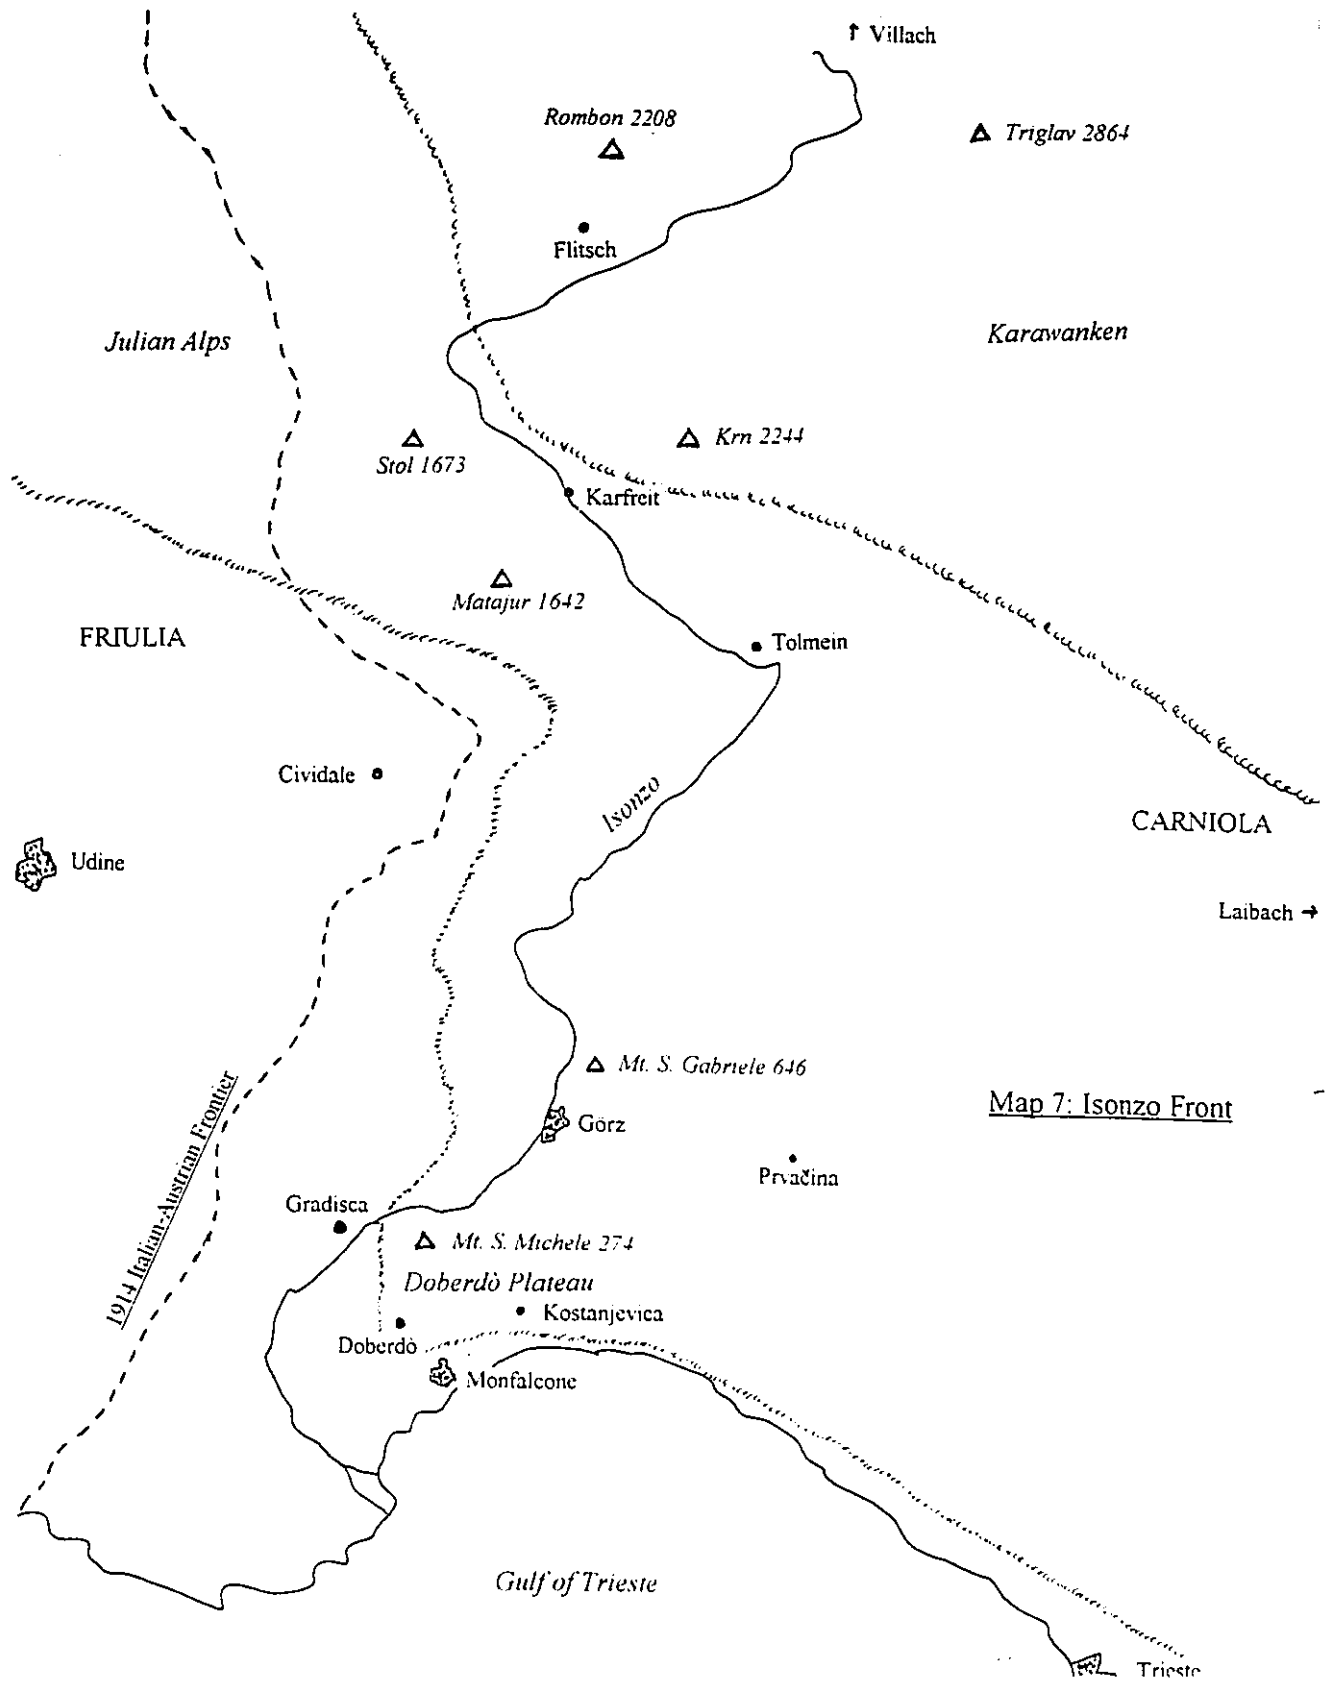 ↑ Villach
Rombon 2208
Triglav 2864
Flitsch
Julian Alps
Karawanken
Krn 2244
Stol 1673
Karfreit
Matajur 1642
FRIULIA
Tolmein
Cividale
Isonzo
CARNIOLA
Udine
Laibach →
Mt. S. Gabriele 646
Map 7: Isonzo Front
Görz
1914 Italian-Austrian Frontier
Prvačina
Gradisca
Mt. S. Michele 274
Doberdò Plateau
Kostanjevica
Doberdò
Monfalcone
Gulf of Trieste
Trieste